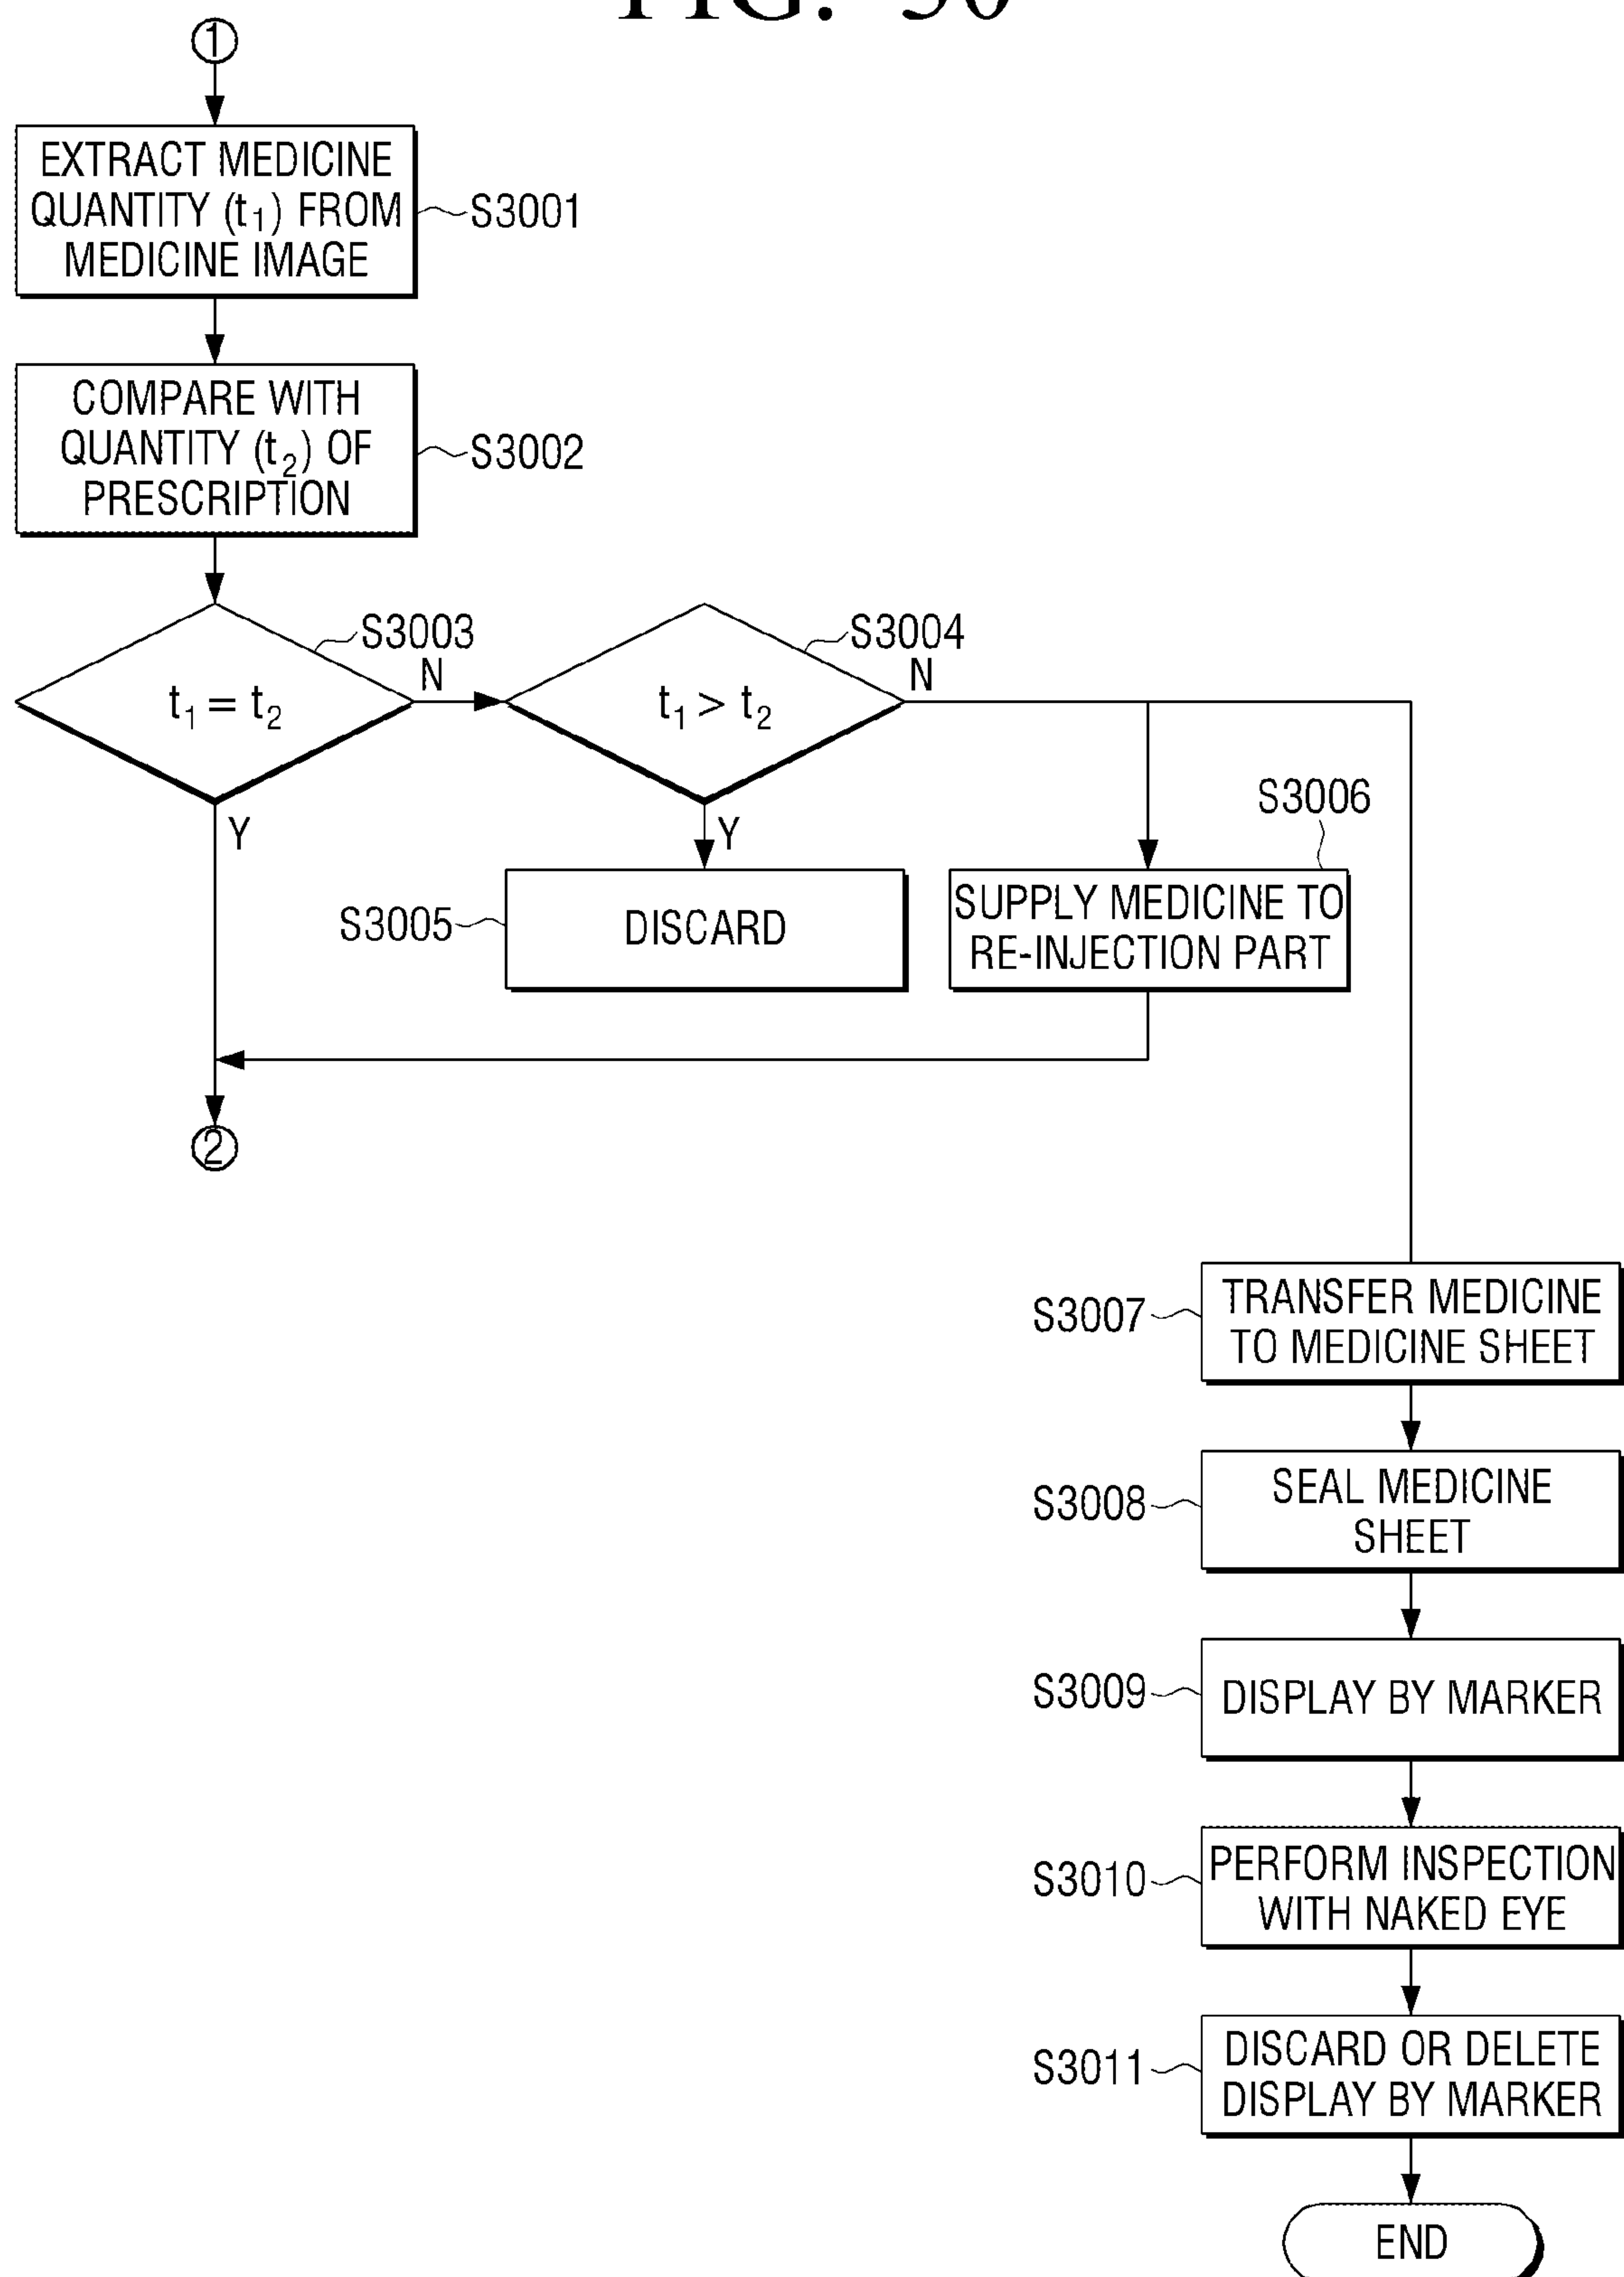 FIG. 30
1
EXTRACT MEDICINE
QUANTITY (t₁) FROM
MEDICINE IMAGE
S3001
COMPARE WITH
QUANTITY (t₂) OF
PRESCRIPTION
S3002
S3003
t₁ = t₂
N
Y
S3004
t₁ > t₂
N
Y
S3005
DISCARD
S3006
SUPPLY MEDICINE TO
RE-INJECTION PART
2
S3007
TRANSFER MEDICINE
TO MEDICINE SHEET
S3008
SEAL MEDICINE
SHEET
S3009
DISPLAY BY MARKER
S3010
PERFORM INSPECTION
WITH NAKED EYE
S3011
DISCARD OR DELETE
DISPLAY BY MARKER
END